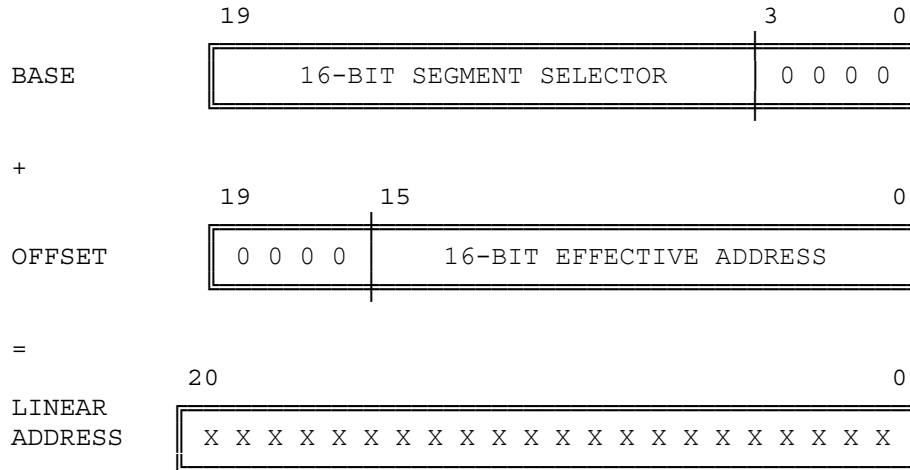 19 3 0
BASE 16-BIT SEGMENT SELECTOR 0 0 0 0
+
19 15 0
OFFSET 0 0 0 0 16-BIT EFFECTIVE ADDRESS
=
20 0
LINEAR
ADDRESS X X X X X X X X X X X X X X X X X X X X X X